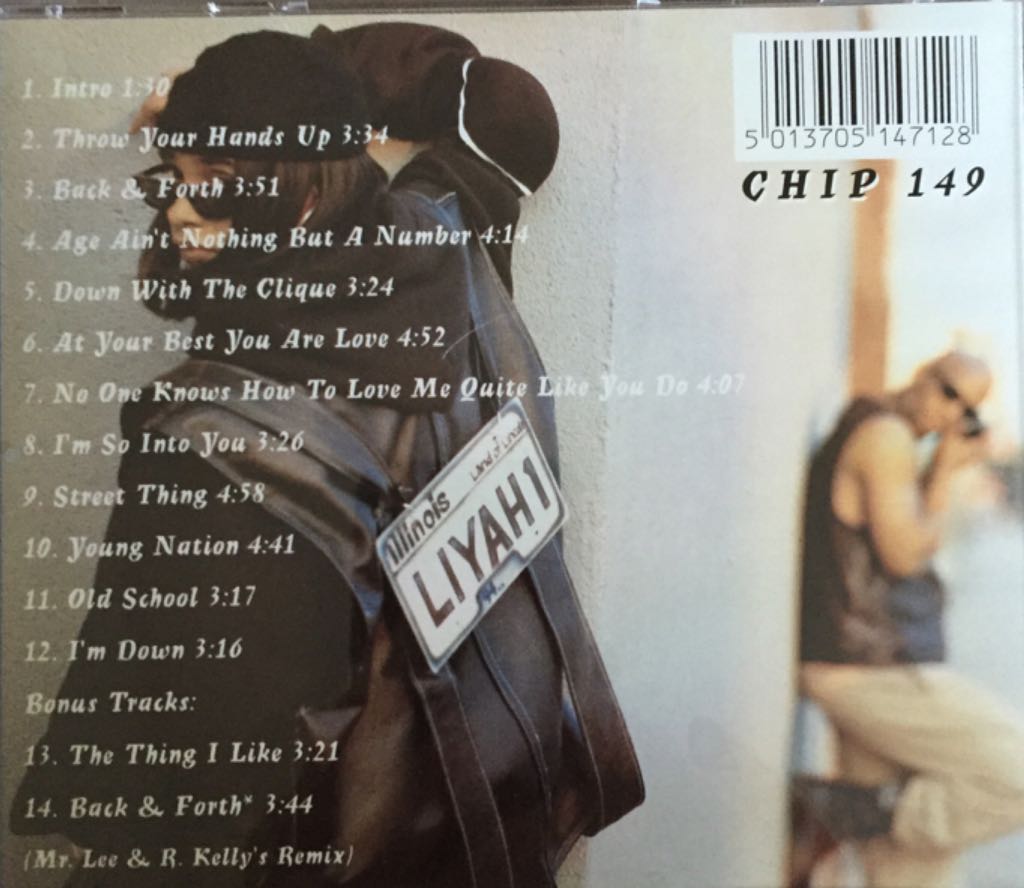 1. Intro 1:30
2. Throw Your Hands Up 3:34
3. Back & Forth 3:51
4. Age Ain't Nothing But A Number 4:14
5. Down With The Clique 3:24
6. At Your Best You Are Love 4:52
7. No One Knows How To Love Me Quite Like You Do 4:07
8. I'm So Into You 3:26
9. Street Thing 4:58
10. Young Nation 4:41
11. Old School 3:17
12. I'm Down 3:16
Bonus Tracks:
13. The Thing I Like 3:21
14. Back & Forth* 3:44
(Mr. Lee & R. Kelly's Remix)
5 013705 147128
CHIP 149
Illinois Land of Lincoln
LIYAH 1